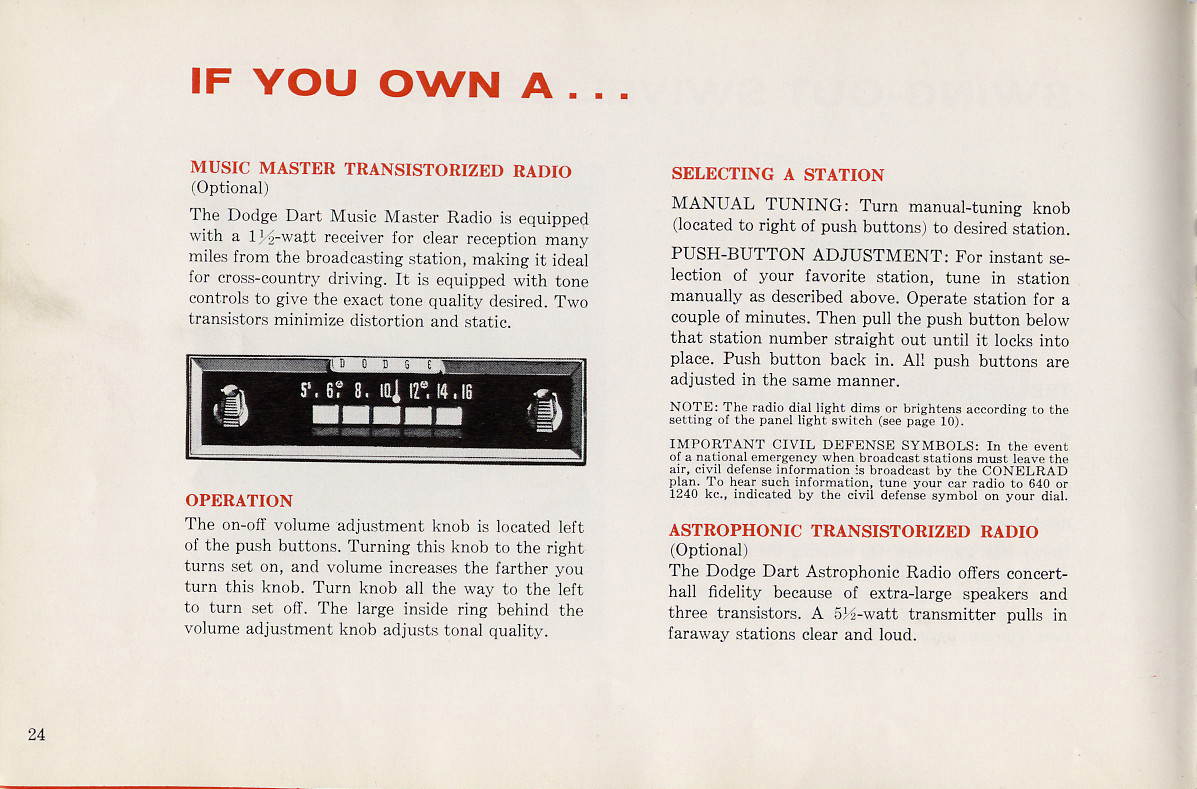 IF YOU OWN A . . .
MUSIC MASTER TRANSISTORIZED RADIO
(Optional)
The Dodge Dart Music Master Radio is equipped
with a 1½-watt receiver for clear reception many
miles from the broadcasting station, making it ideal
for cross-country driving. It is equipped with tone
controls to give the exact tone quality desired. Two
transistors minimize distortion and static.
DODGE
5⁵. 6. 8. 10 12. 14 . 16
OPERATION
The on-off volume adjustment knob is located left
of the push buttons. Turning this knob to the right
turns set on, and volume increases the farther you
turn this knob. Turn knob all the way to the left
to turn set off. The large inside ring behind the
volume adjustment knob adjusts tonal quality.
SELECTING A STATION
MANUAL TUNING: Turn manual-tuning knob
(located to right of push buttons) to desired station.
PUSH-BUTTON ADJUSTMENT: For instant se-
lection of your favorite station, tune in station
manually as described above. Operate station for a
couple of minutes. Then pull the push button below
that station number straight out until it locks into
place. Push button back in. All push buttons are
adjusted in the same manner.
NOTE: The radio dial light dims or brightens according to the
setting of the panel light switch (see page 10).
IMPORTANT CIVIL DEFENSE SYMBOLS: In the event
of a national emergency when broadcast stations must leave the
air, civil defense information is broadcast by the CONELRAD
plan. To hear such information, tune your car radio to 640 or
1240 kc., indicated by the civil defense symbol on your dial.
ASTROPHONIC TRANSISTORIZED RADIO
(Optional)
The Dodge Dart Astrophonic Radio offers concert-
hall fidelity because of extra-large speakers and
three transistors. A 5½-watt transmitter pulls in
faraway stations clear and loud.
24